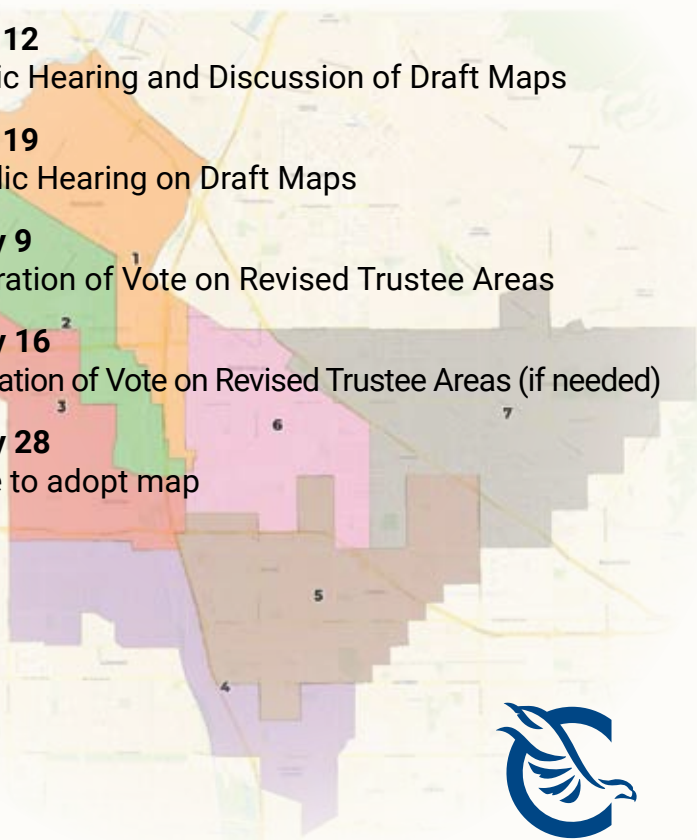 12
ic Hearing and Discussion of Draft Maps
19
lic Hearing on Draft Maps
y 9
ration of Vote on Revised Trustee Areas
1
2
y 16
ation of Vote on Revised Trustee Areas (if needed)
3
6
7
y 28
e to adopt map
5
4